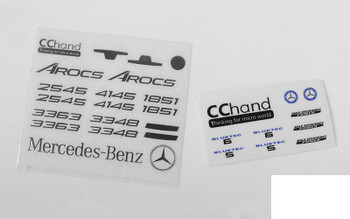 CChand
Thinking for micro world
AROCS
AROCS
2545 4145 1851
2545 4145 1851
3363 3348
3363 3348
Mercedes-Benz
CChand
Thinking for micro world
BLUETEC
6
BLUETEC
6
BLUETEC
5
BLUETEC
5